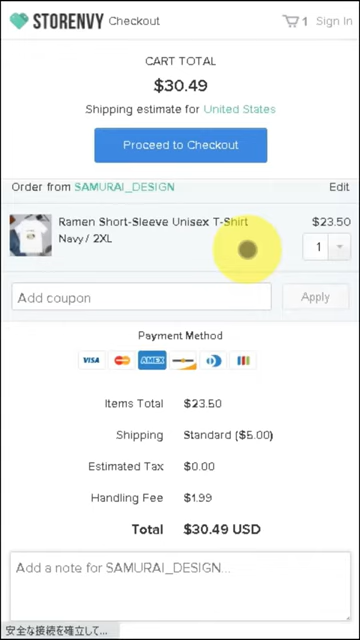 STORENVY Checkout 1 Sign In
CART TOTAL
$30.49
Shipping estimate for United States
Proceed to Checkout
Order from SAMURAI_DESIGN Edit
Ramen Short-Sleeve Unisex T-Shirt $23.50
Navy / 2XL 1
Add coupon Apply
Payment Method
VISA AMEX
Items Total $23.50
Shipping Standard ($5.00)
Estimated Tax $0.00
Handling Fee $1.99
Total $30.49 USD
Add a note for SAMURAI_DESIGN...
安全な接続を確立して...